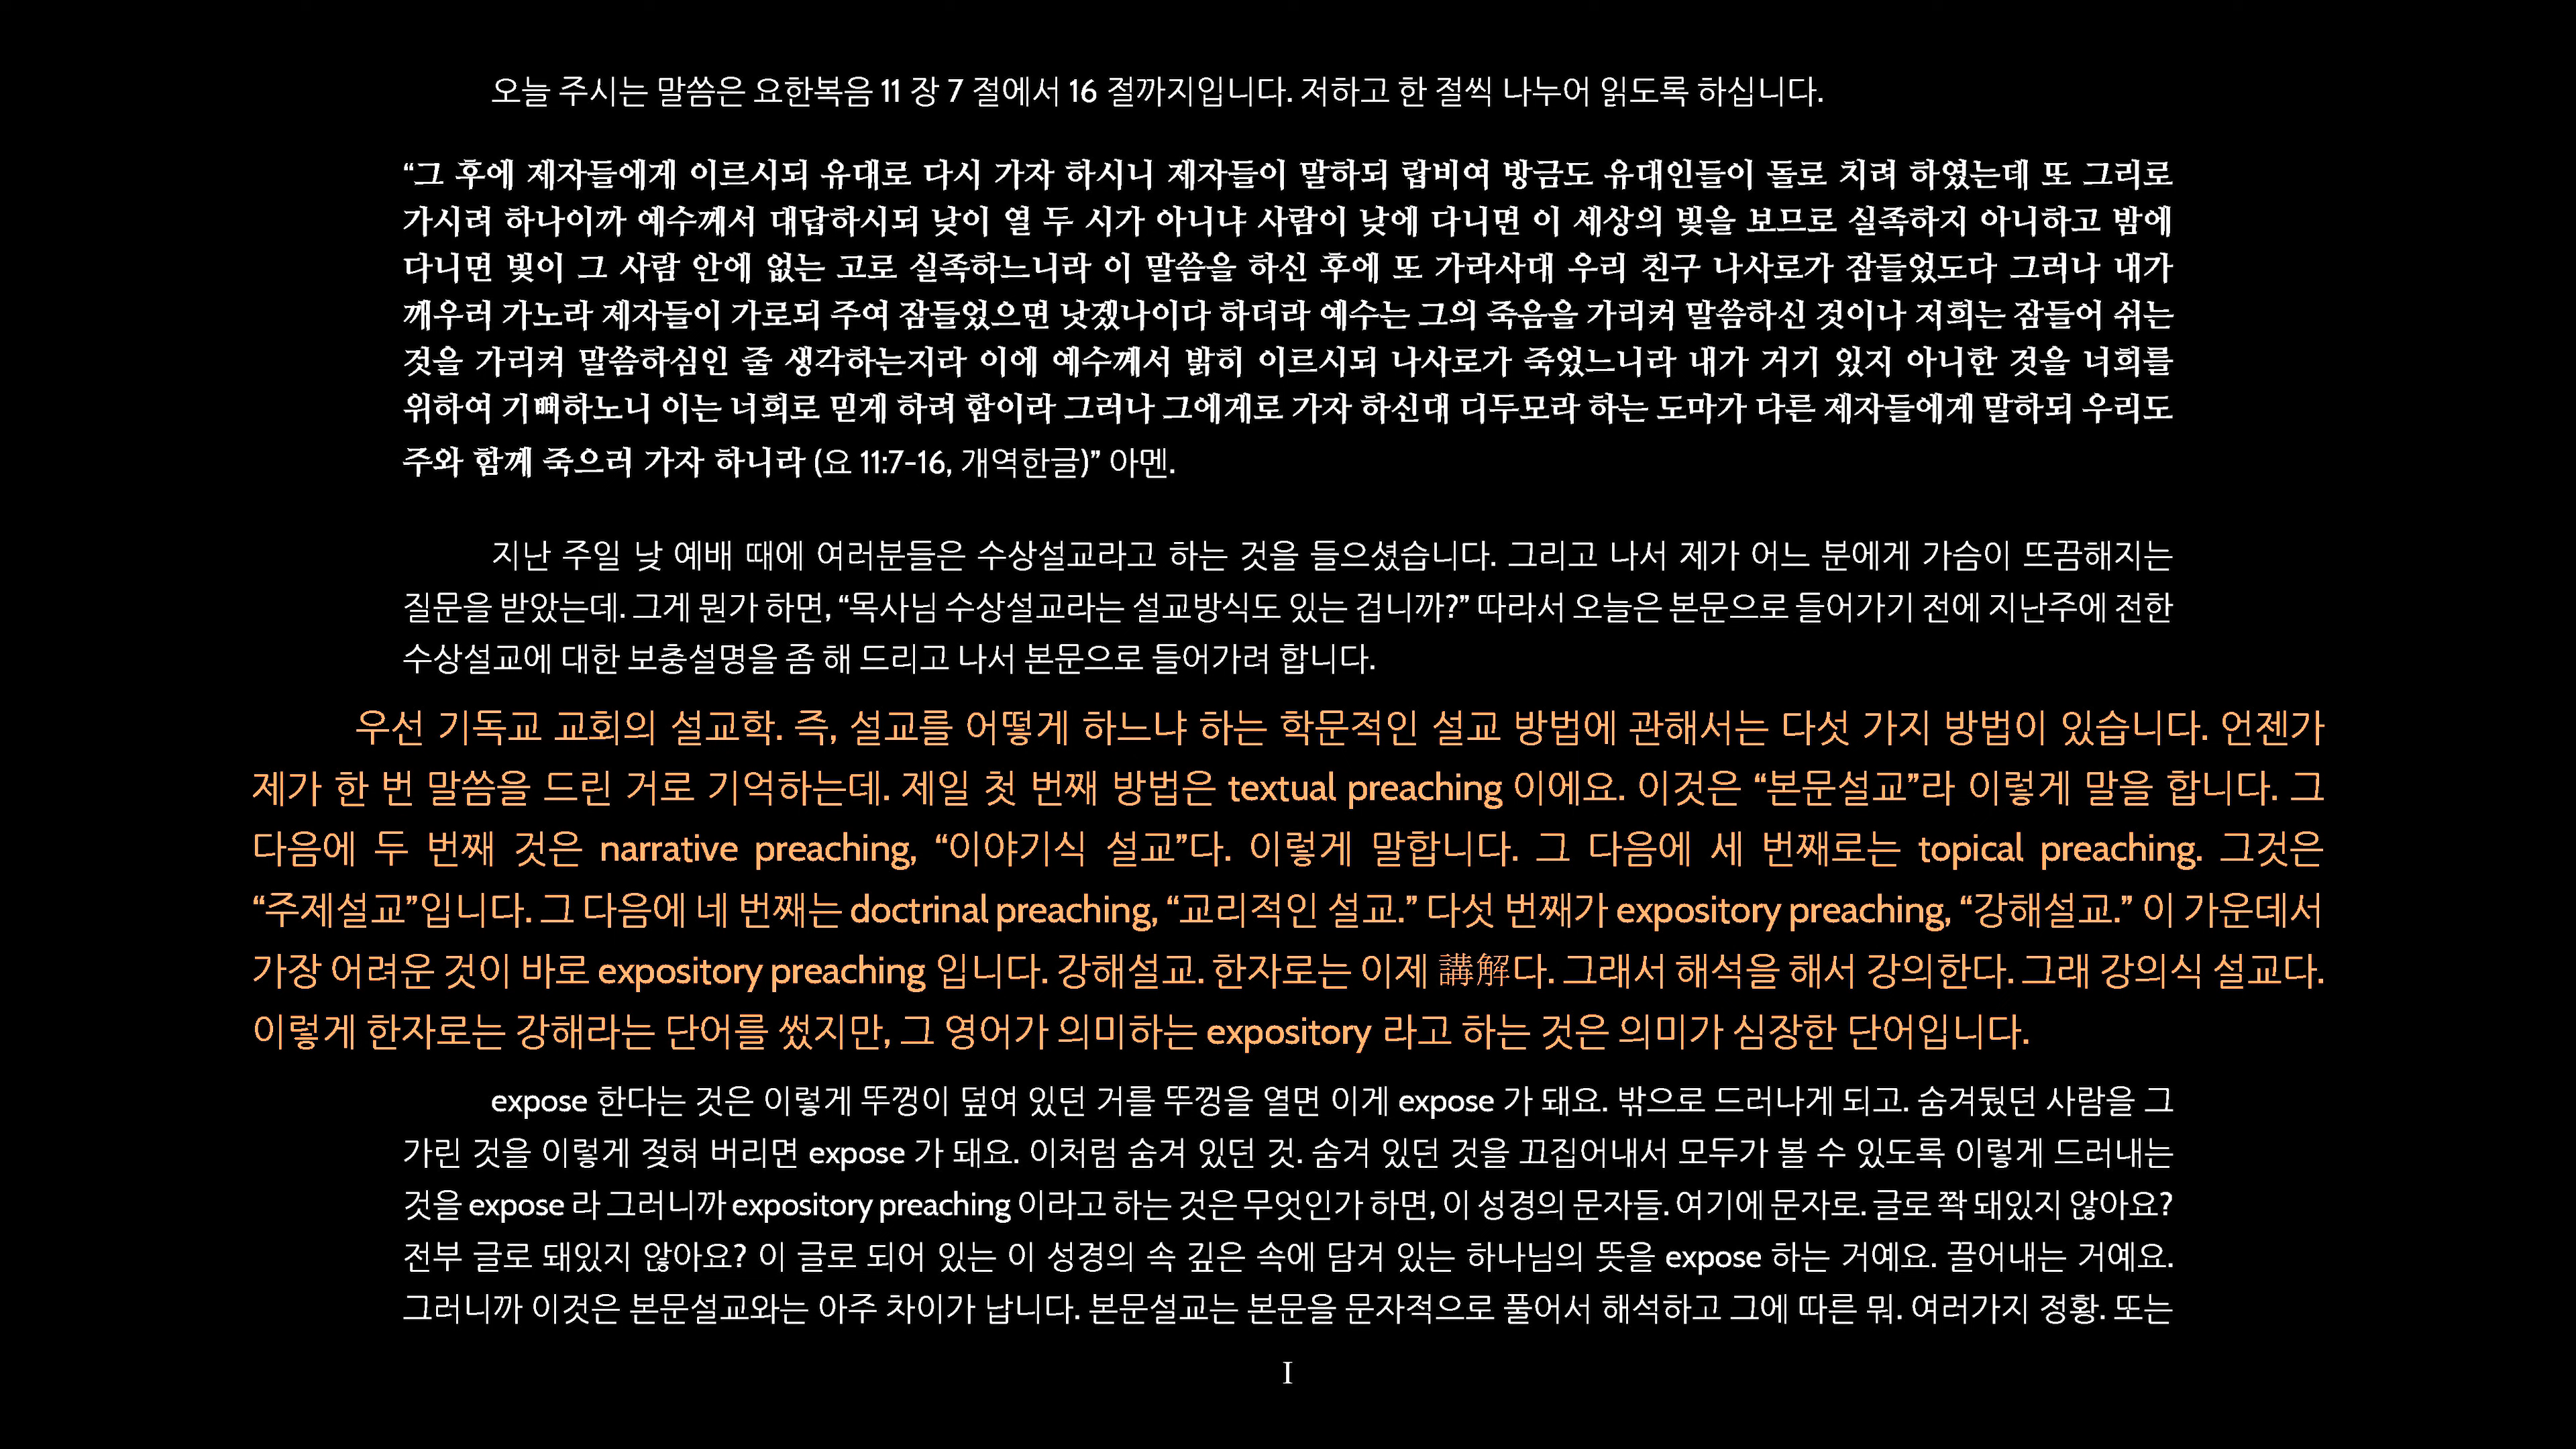 오늘 주시는 말씀은 요한복음 11 장 7 절에서 16 절까지입니다. 저하고 한 절씩 나누어 읽도록 하십니다.
“그 후에 제자들에게 이르시되 유대로 다시 가자 하시니 제자들이 말하되 랍비여 방금도 유대인들이 돌로 치려 하였는데 또 그리로
가시려 하나이까 예수께서 대답하시되 낮이 열 두 시가 아니냐 사람이 낮에 다니면 이 세상의 빛을 보므로 실족하지 아니하고 밤에
다니면 빛이 그 사람 안에 없는 고로 실족하느니라 이 말씀을 하신 후에 또 가라사대 우리 친구 나사로가 잠들었도다 그러나 내가
깨우러 가노라 제자들이 가로되 주여 잠들었으면 낫겠나이다 하더라 예수는 그의 죽음을 가리켜 말씀하신 것이나 저희는 잠들어 쉬는
것을 가리켜 말씀하심인 줄 생각하는지라 이에 예수께서 밝히 이르시되 나사로가 죽었느니라 내가 거기 있지 아니한 것을 너희를
위하여 기뻐하노니 이는 너희로 믿게 하려 함이라 그러나 그에게로 가자 하신대 디두모라 하는 도마가 다른 제자들에게 말하되 우리도
주와 함께 죽으러 가자 하니라 (요 11:7-16, 개역한글)” 아멘.
지난 주일 낮 예배 때에 여러분들은 수상설교라고 하는 것을 들으셨습니다. 그리고 나서 제가 어느 분에게 가슴이 뜨끔해지는
질문을 받았는데. 그게 뭔가 하면, “목사님 수상설교라는 설교방식도 있는 겁니까?” 따라서 오늘은 본문으로 들어가기 전에 지난주에 전한
수상설교에 대한 보충설명을 좀 해 드리고 나서 본문으로 들어가려 합니다.
우선 기독교 교회의 설교학. 즉, 설교를 어떻게 하느냐 하는 학문적인 설교 방법에 관해서는 다섯 가지 방법이 있습니다. 언젠가
제가 한 번 말씀을 드린 거로 기억하는데. 제일 첫 번째 방법은 textual preaching 이에요. 이것은 “본문설교”라 이렇게 말을 합니다. 그
다음에 두 번째 것은 narrative preaching, “이야기식 설교”다. 이렇게 말합니다. 그 다음에 세 번째로는 topical preaching. 그것은
“주제설교”입니다. 그 다음에 네 번째는 doctrinal preaching, “교리적인 설교.” 다섯 번째가 expository preaching, “강해설교.” 이 가운데서
가장 어려운 것이 바로 expository preaching 입니다. 강해설교. 한자로는 이제 講解다. 그래서 해석을 해서 강의한다. 그래 강의식 설교다.
이렇게 한자로는 강해라는 단어를 썼지만, 그 영어가 의미하는 expository 라고 하는 것은 의미가 심장한 단어입니다.
expose 한다는 것은 이렇게 뚜껑이 덮여 있던 거를 뚜껑을 열면 이게 expose 가 돼요. 밖으로 드러나게 되고. 숨겨뒀던 사람을 그
가린 것을 이렇게 젖혀 버리면 expose 가 돼요. 이처럼 숨겨 있던 것. 숨겨 있던 것을 끄집어내서 모두가 볼 수 있도록 이렇게 드러내는
것을 expose 라 그러니까 expository preaching 이라고 하는 것은 무엇인가 하면, 이 성경의 문자들. 여기에 문자로. 글로 쫙 돼있지 않아요?
전부 글로 돼있지 않아요? 이 글로 되어 있는 이 성경의 속 깊은 속에 담겨 있는 하나님의 뜻을 expose 하는 거예요. 끌어내는 거예요.
그러니까 이것은 본문설교와는 아주 차이가 납니다. 본문설교는 본문을 문자적으로 풀어서 해석하고 그에 따른 뭐. 여러가지 정황. 또는
1